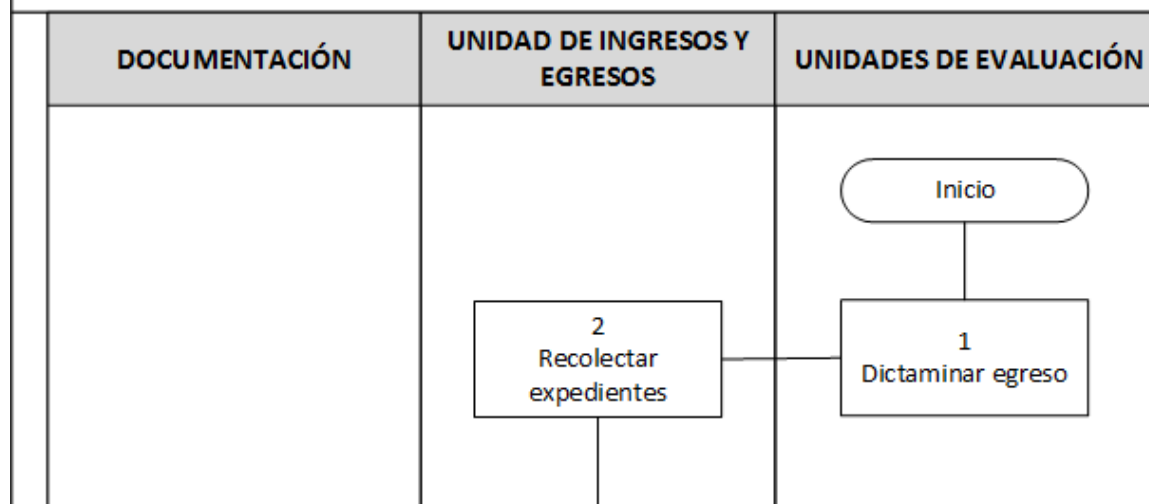 DOCUMENTACIÓN
UNIDAD DE INGRESOS Y
EGRESOS
UNIDADES DE EVALUACIÓN
Inicio
2
Recolectar
expedientes
1
Dictaminar egreso